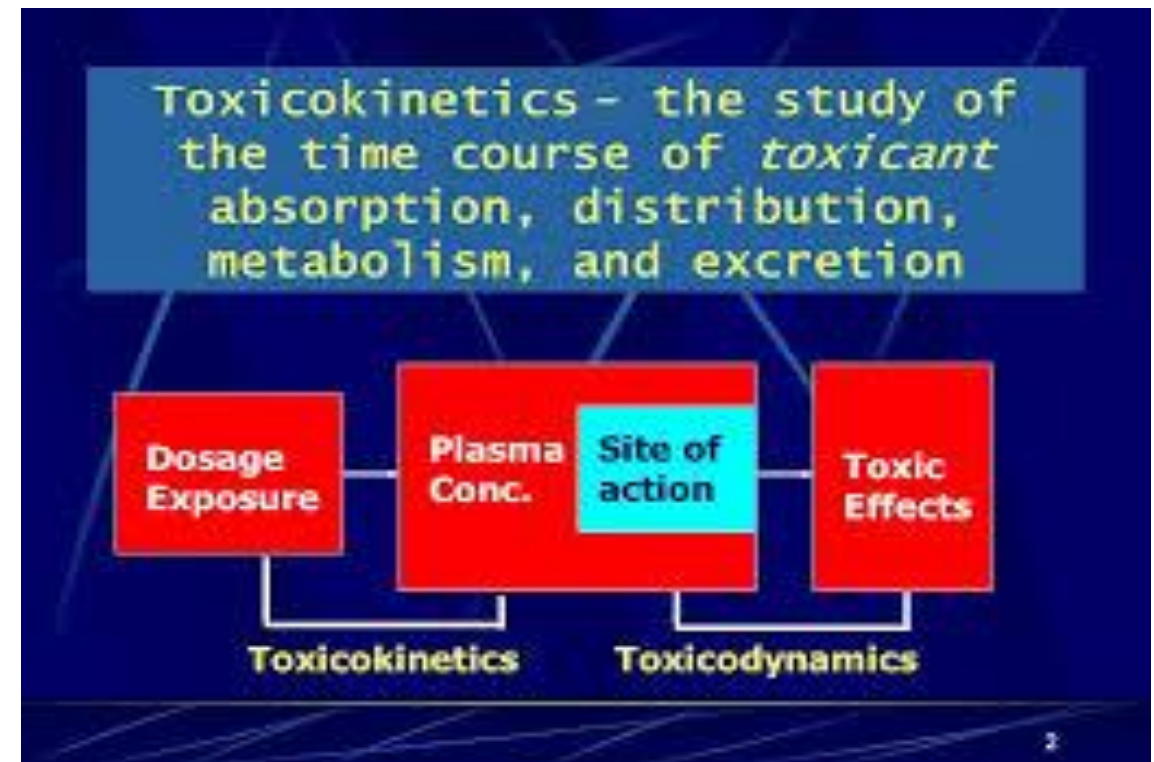 Toxicokinetics – the study of
the time course of toxicant
absorption, distribution,
metabolism, and excretion
Dosage
Exposure
Plasma
Conc.
Site of
action
Toxic
Effects
Toxicokinetics
Toxicodynamics
2